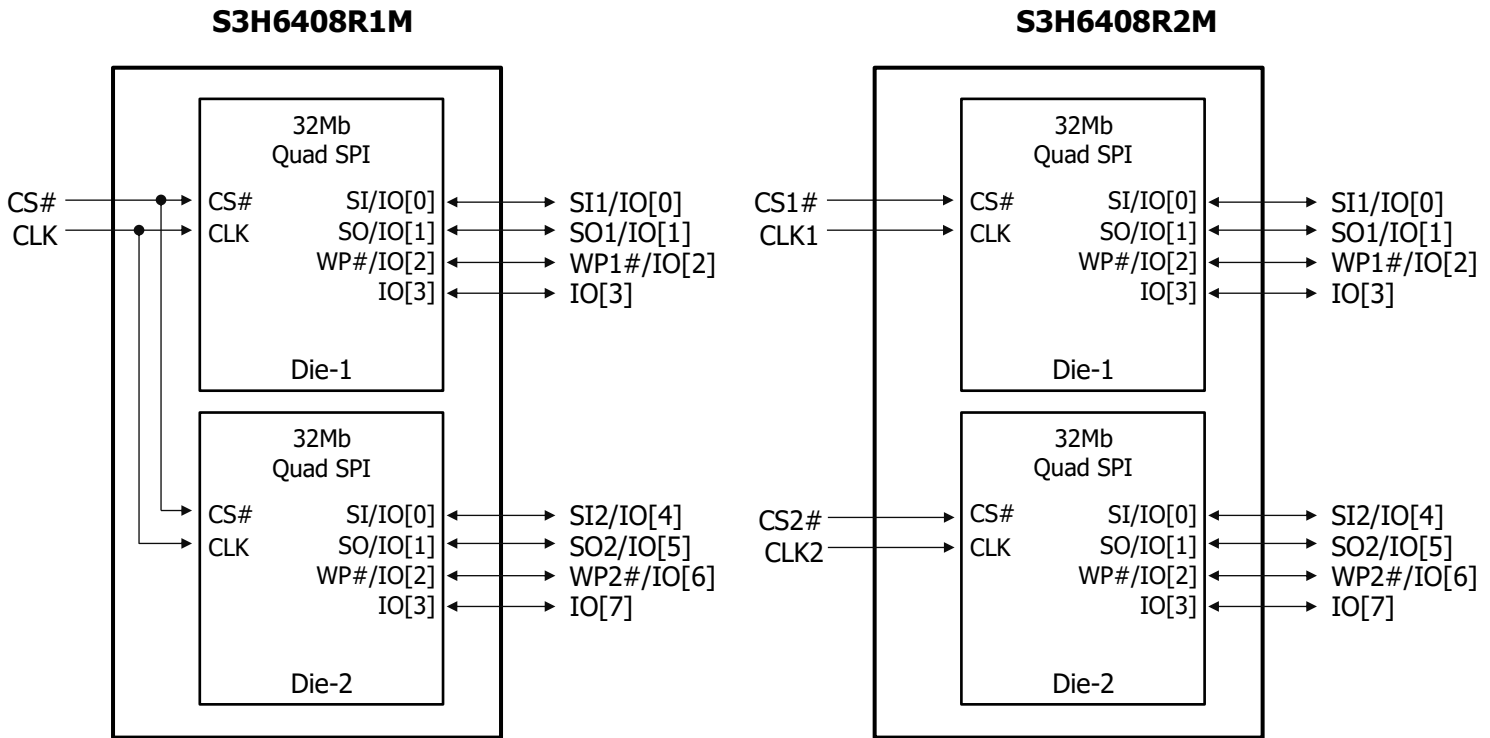 S3H6408R1M
32Mb
Quad SPI
CS#
CLK
CS#
CLK
SI/IO[0]
SO/IO[1]
WP#/IO[2]
IO[3]
SI1/IO[0]
SO1/IO[1]
WP1#/IO[2]
IO[3]
Die-1
32Mb
Quad SPI
CS#
CLK
SI/IO[0]
SO/IO[1]
WP#/IO[2]
IO[3]
SI2/IO[4]
SO2/IO[5]
WP2#/IO[6]
IO[7]
Die-2
S3H6408R2M
32Mb
Quad SPI
CS1#
CLK1
CS#
CLK
SI/IO[0]
SO/IO[1]
WP#/IO[2]
IO[3]
SI1/IO[0]
SO1/IO[1]
WP1#/IO[2]
IO[3]
Die-1
32Mb
Quad SPI
CS2#
CLK2
CS#
CLK
SI/IO[0]
SO/IO[1]
WP#/IO[2]
IO[3]
SI2/IO[4]
SO2/IO[5]
WP2#/IO[6]
IO[7]
Die-2